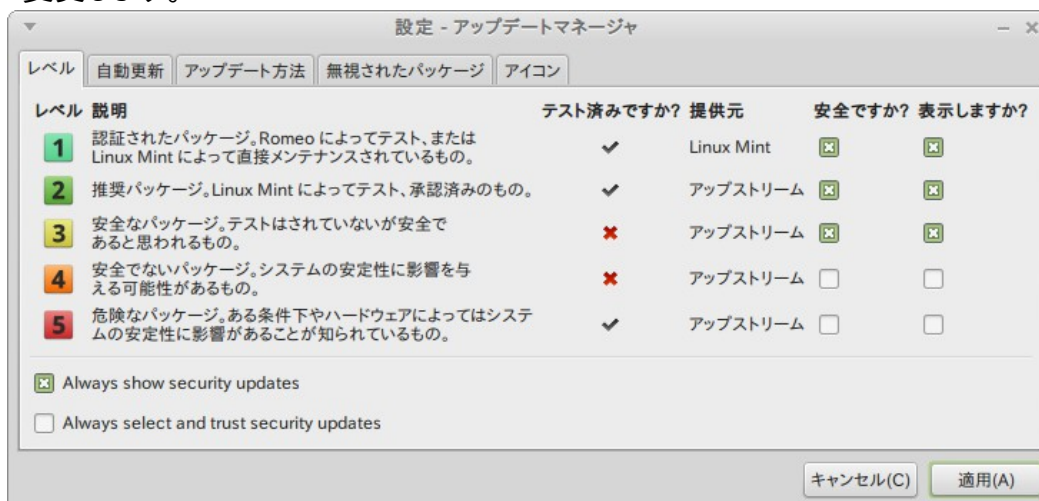 設定 - アップデートマネージャ
レベル 自動更新 アップデート方法 無視されたパッケージ アイコン
レベル 説明 テスト済みですか? 提供元 安全ですか? 表示しますか?
1 認証されたパッケージ。Romeo によってテスト、または
Linux Mint によって直接メンテナンスされているもの。 Linux Mint
2 推奨パッケージ。Linux Mint によってテスト、承認済みのもの。 アップストリーム
3 安全なパッケージ。テストはされていないが安全で
あると思われるもの。 アップストリーム
4 安全でないパッケージ。システムの安定性に影響を与
える可能性があるもの。 アップストリーム
5 危険なパッケージ。ある条件下やハードウェアによってはシステ
ムの安定性に影響があることが知られているもの。 アップストリーム
Always show security updates
Always select and trust security updates
キャンセル(C) 適用(A)